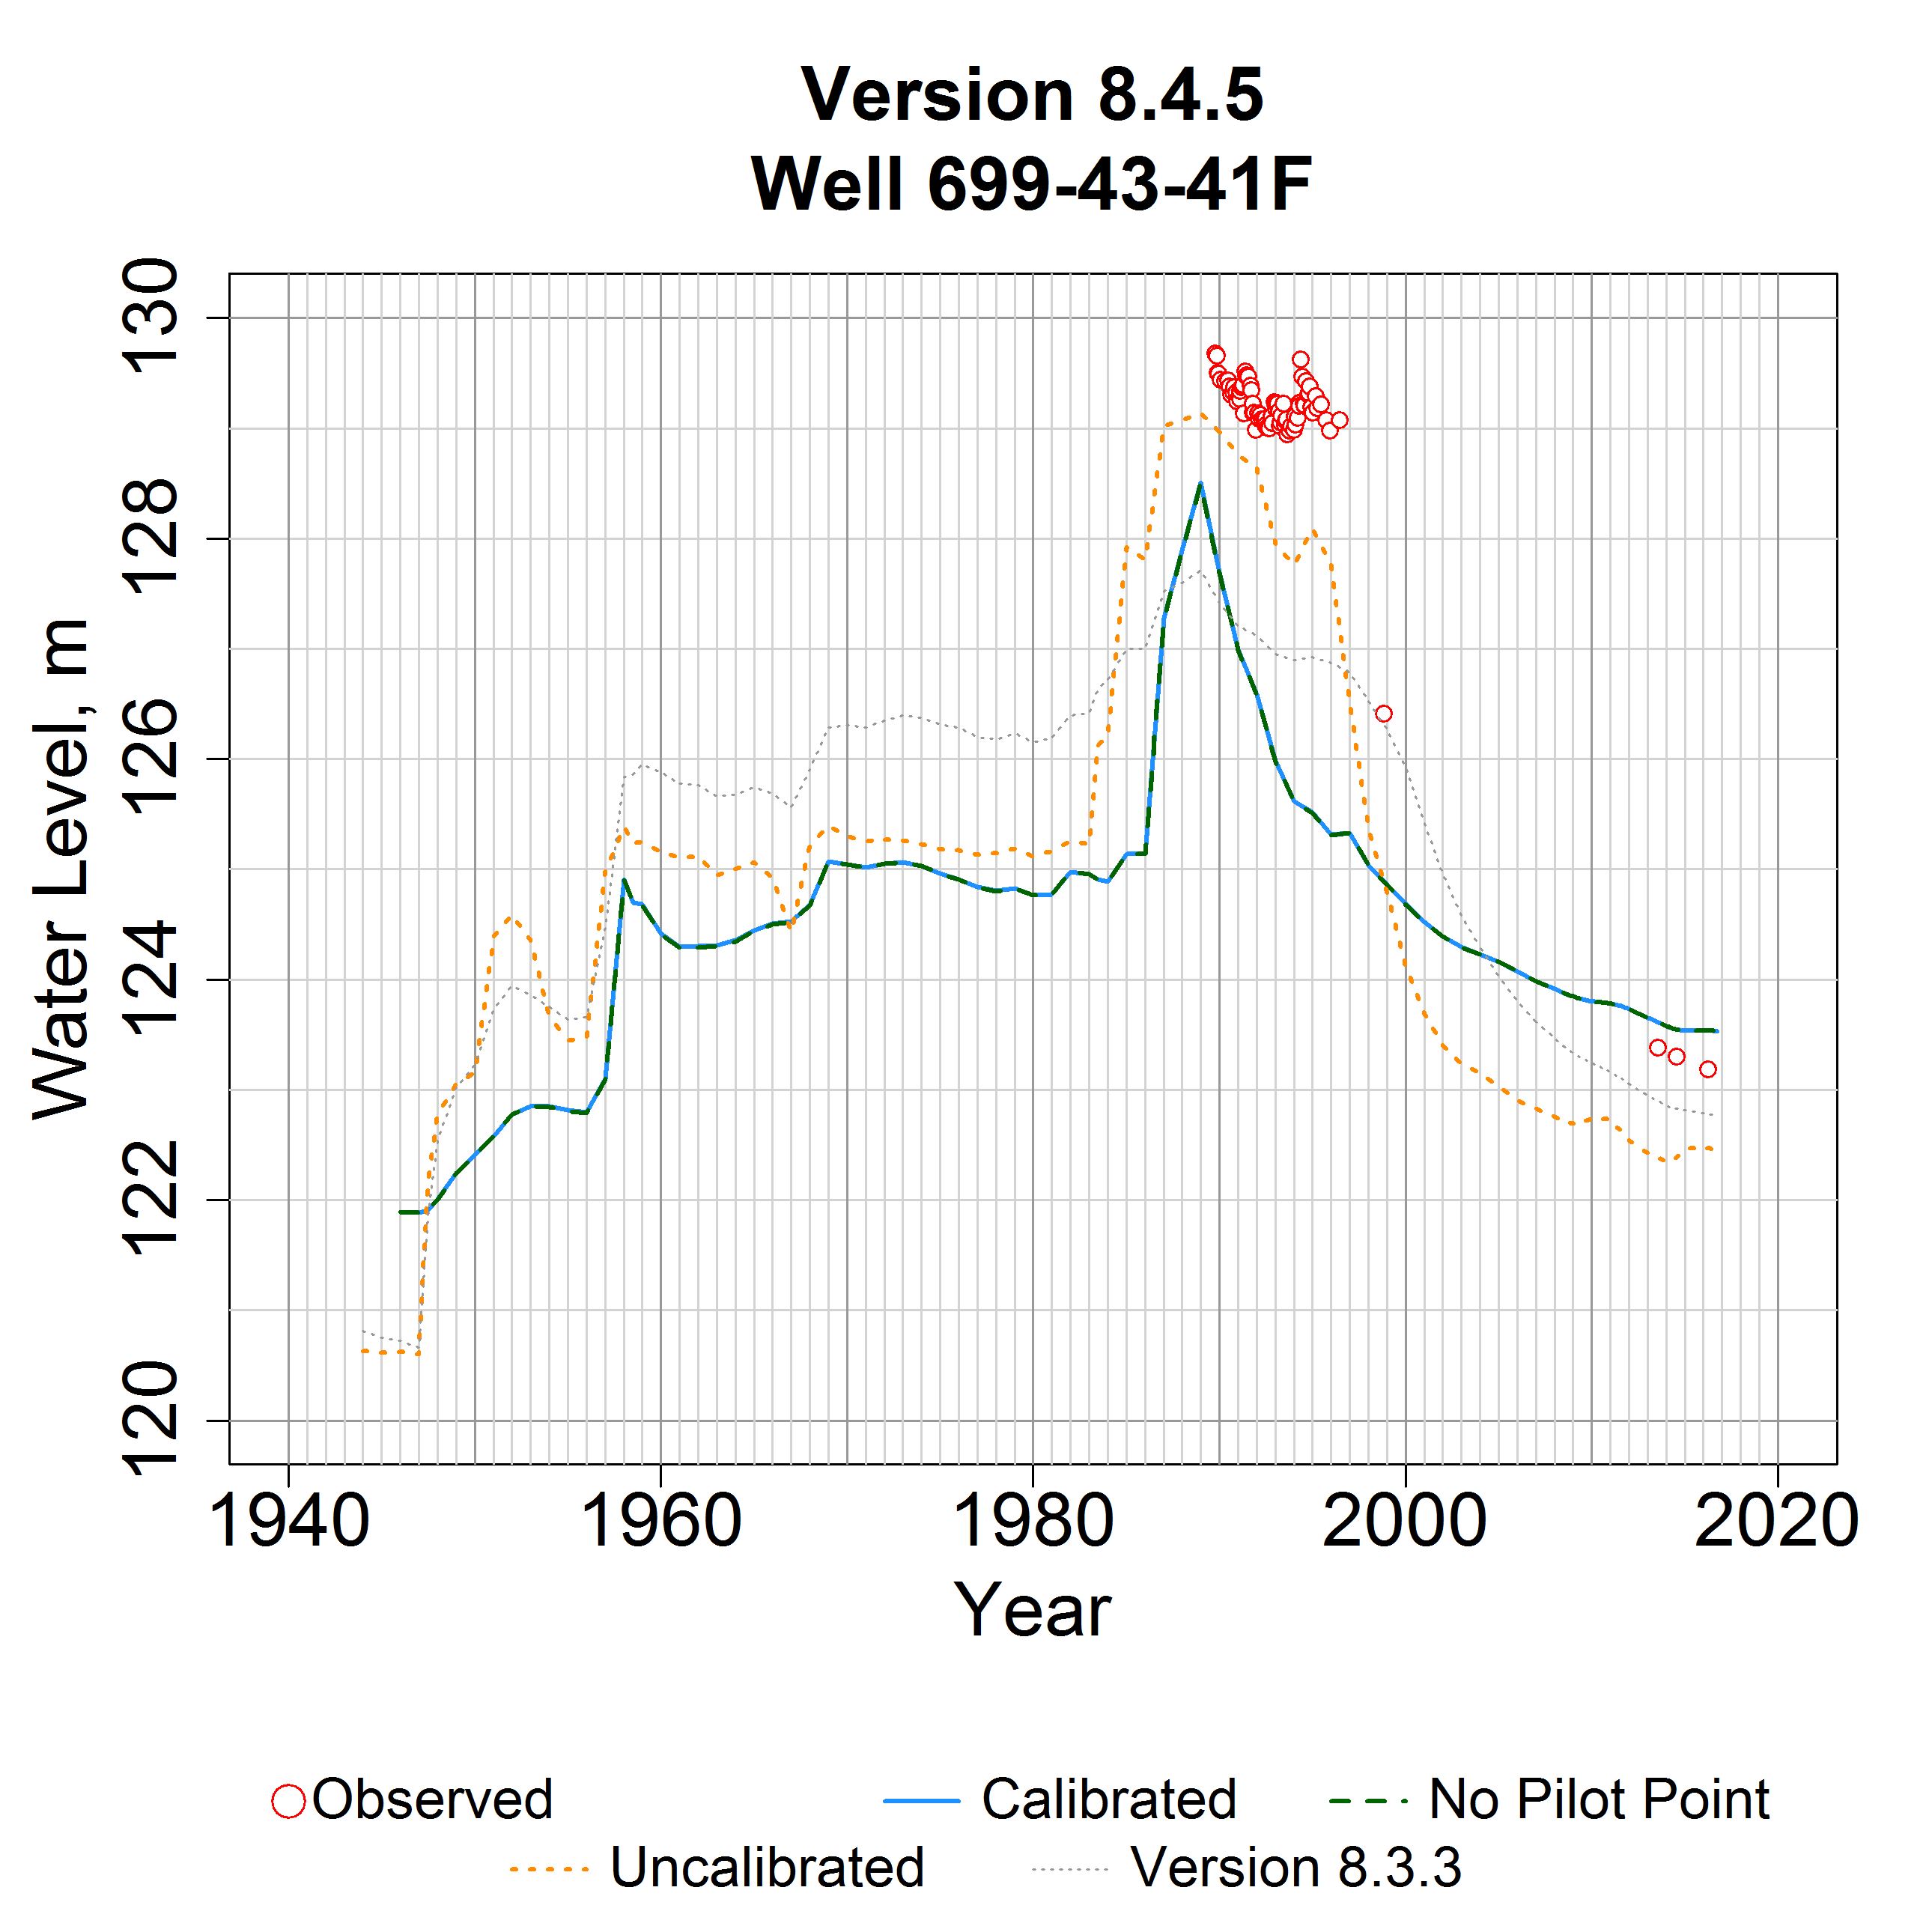 Version 8.4.5
Well 699-43-41F
Water Level, m
130
128
126
124
122
120
1940 1960 1980 2000 2020
Year
Observed Calibrated No Pilot Point
Uncalibrated Version 8.3.3